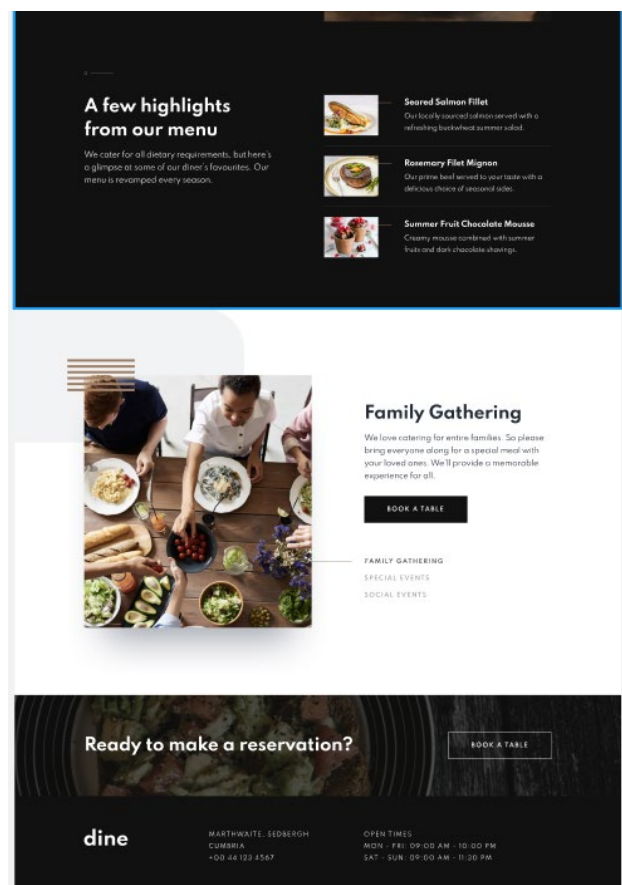 A few highlights
from our menu
We cater for all dietary requirements, but here's
a glimpse at some of our diner's favourites. Our
menu is revamped every season.
Seared Salmon Fillet
Our locally sourced salmon served with a
refreshing buckwheat summer salad.
Rosemary Filet Mignon
Our prime beef served to your taste with a
delicious choice of seasonal sides.
Summer Fruit Chocolate Mousse
Creamy mousse combined with summer
fruits and dark chocolate shavings.
Family Gathering
We love catering for entire families. So please
bring everyone along for a special meal with
your loved ones. We'll provide a memorable
experience for all.
BOOK A TABLE
FAMILY GATHERING
SPECIAL EVENTS
SOCIAL EVENTS
Ready to make a reservation?
BOOK A TABLE
dine
MARTHWAITE, SEDBERGH
CUMBRIA
+00 44 123 4567
OPEN TIMES
MON - FRI: 09:00 AM - 10:00 PM
SAT - SUN: 09:00 AM - 11:30 PM